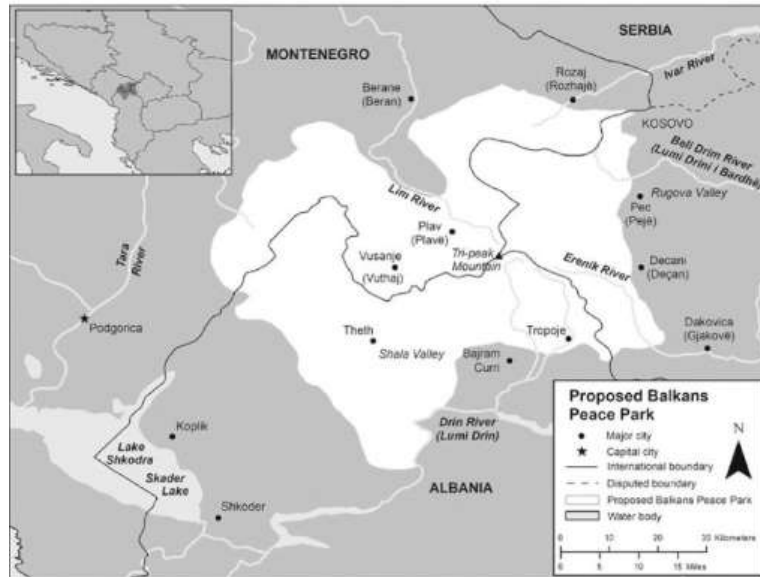 SERBIA
MONTENEGRO
Rozaj
(Rozhajë)
Ivar River
Berane
(Beran)
KOSOVO
Beli Drim River
(Lumi Drini i Bardhë)
Rugova Valley
Pec
(Pejë)
Lim River
Plav
(Plavë)
Tri-peak
Mountain
Vusanje
(Vuthaj)
Erenik River
Decani
(Deçan)
Tara
River
Podgorica
Theth
Shala Valley
Tropoje
Bajram
Curri
Dakovica
(Gjakovë)
Koplik
Drin River
(Lumi Drin)
Lake
Shkodra
Skader
Lake
Shkoder
ALBANIA
Proposed Balkans
Peace Park
N
Major city
Capital city
International boundary
Disputed boundary
Proposed Balkans Peace Park
Water body
0 10 20 30 Kilometers
0 5 10 15 Miles